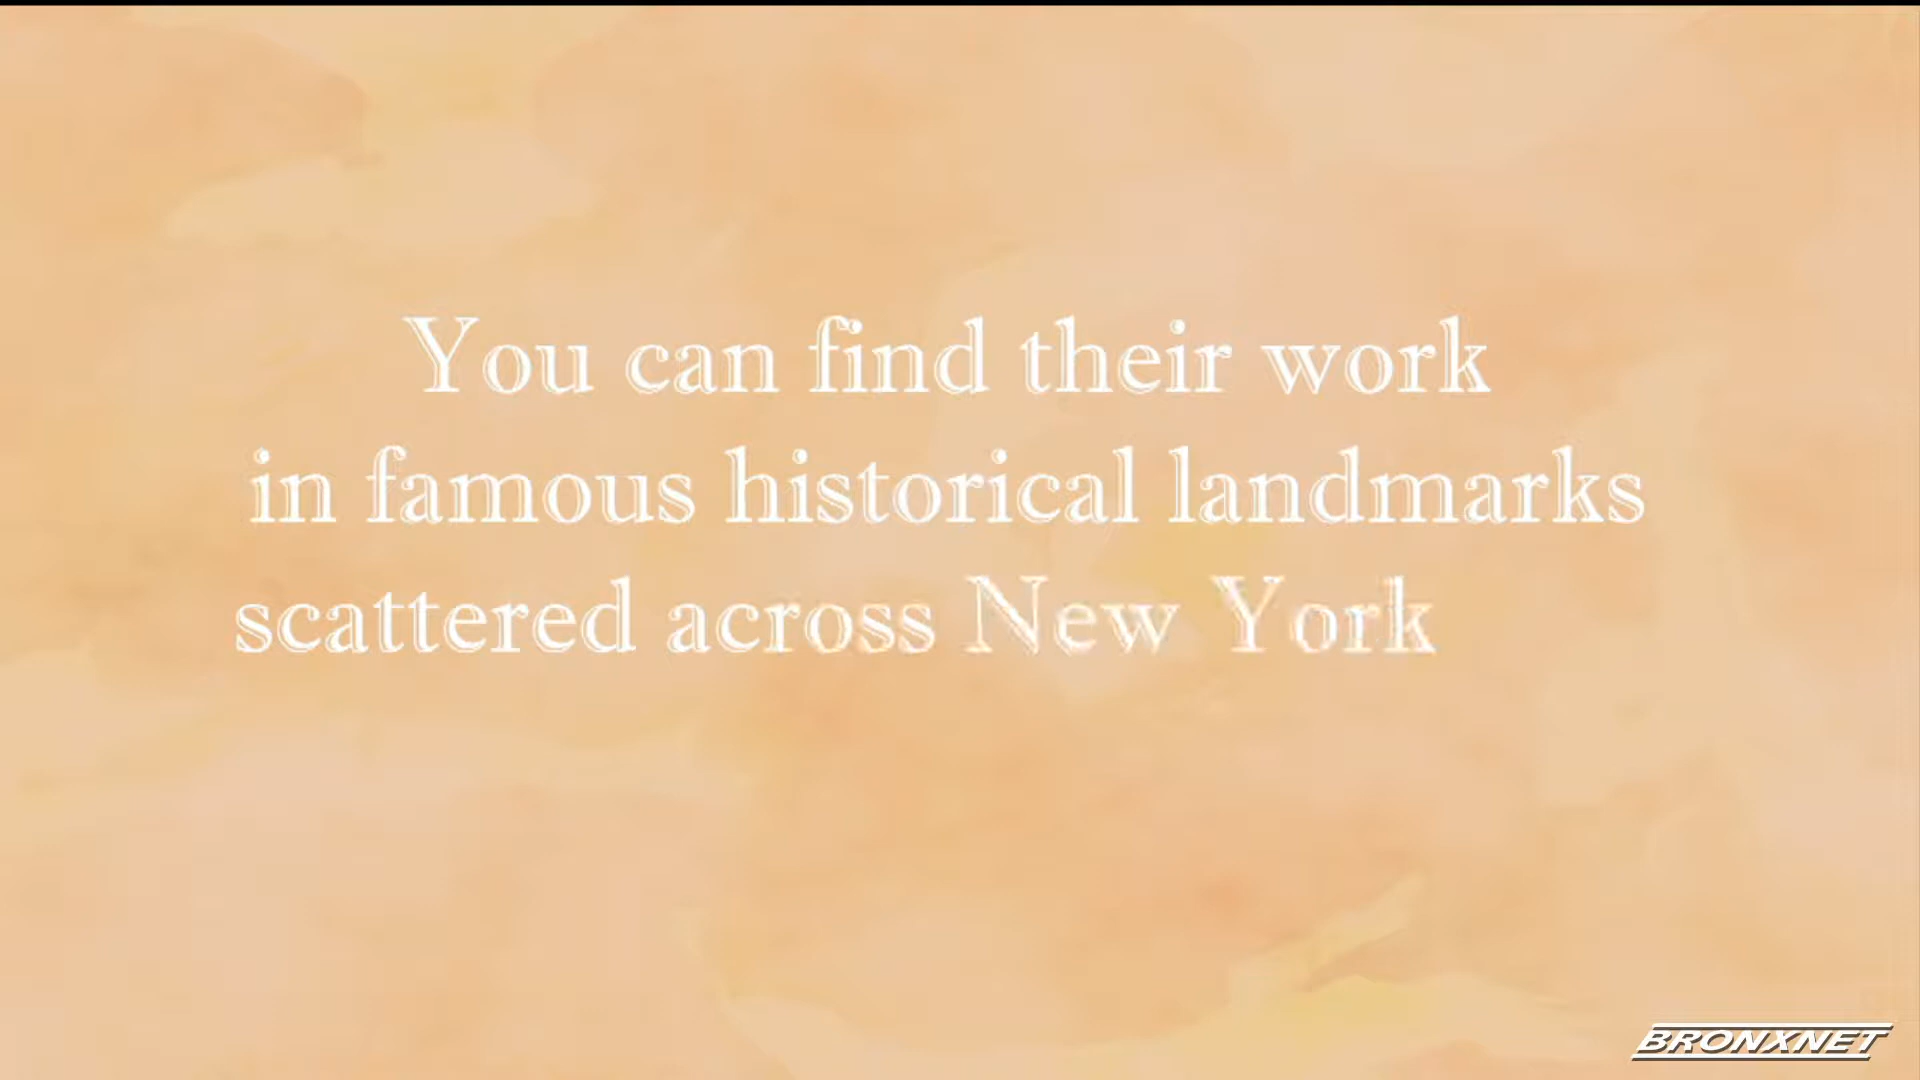 You can find their work
in famous historical landmarks
scattered across New York
BRONXNET